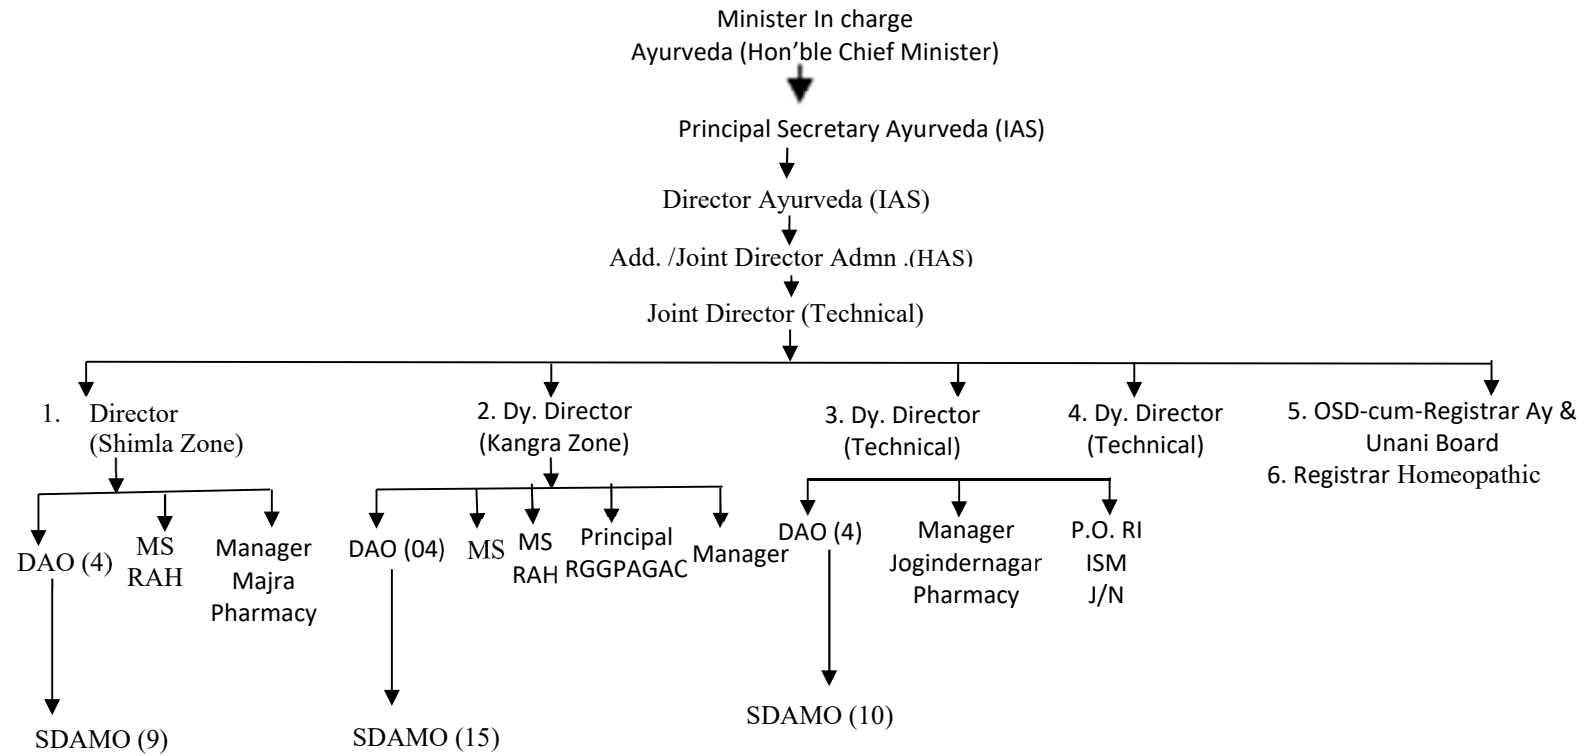 Minister In charge
Ayurveda (Hon’ble Chief Minister)
Principal Secretary Ayurveda (IAS)
Director Ayurveda (IAS)
Add. /Joint Director Admn .(HAS)
Joint Director (Technical)
1. Director
(Shimla Zone)
2. Dy. Director
(Kangra Zone)
3. Dy. Director
(Technical)
4. Dy. Director
(Technical)
5. OSD-cum-Registrar Ay &
Unani Board
6. Registrar Homeopathic
DAO (4)
MS
RAH
Manager
Majra
Pharmacy
DAO (04)
MS
MS
RAH
Principal
RGGPAGAC
Manager
DAO (4)
Manager
Jogindernagar
Pharmacy
P.O. RI
ISM
J/N
SDAMO (9)
SDAMO (15)
SDAMO (10)